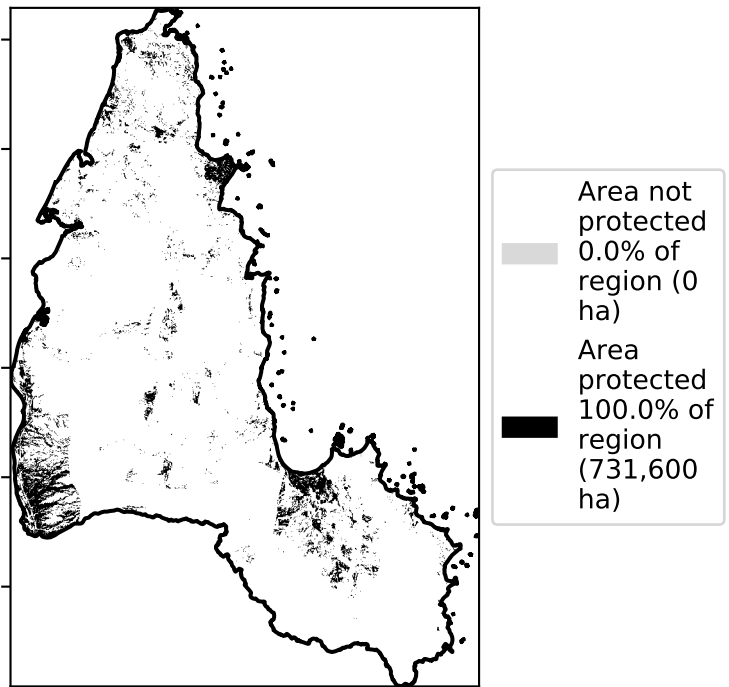 Area not
protected
0.0% of
region (0
ha)
Area
protected
100.0% of
region
(731,600
ha)